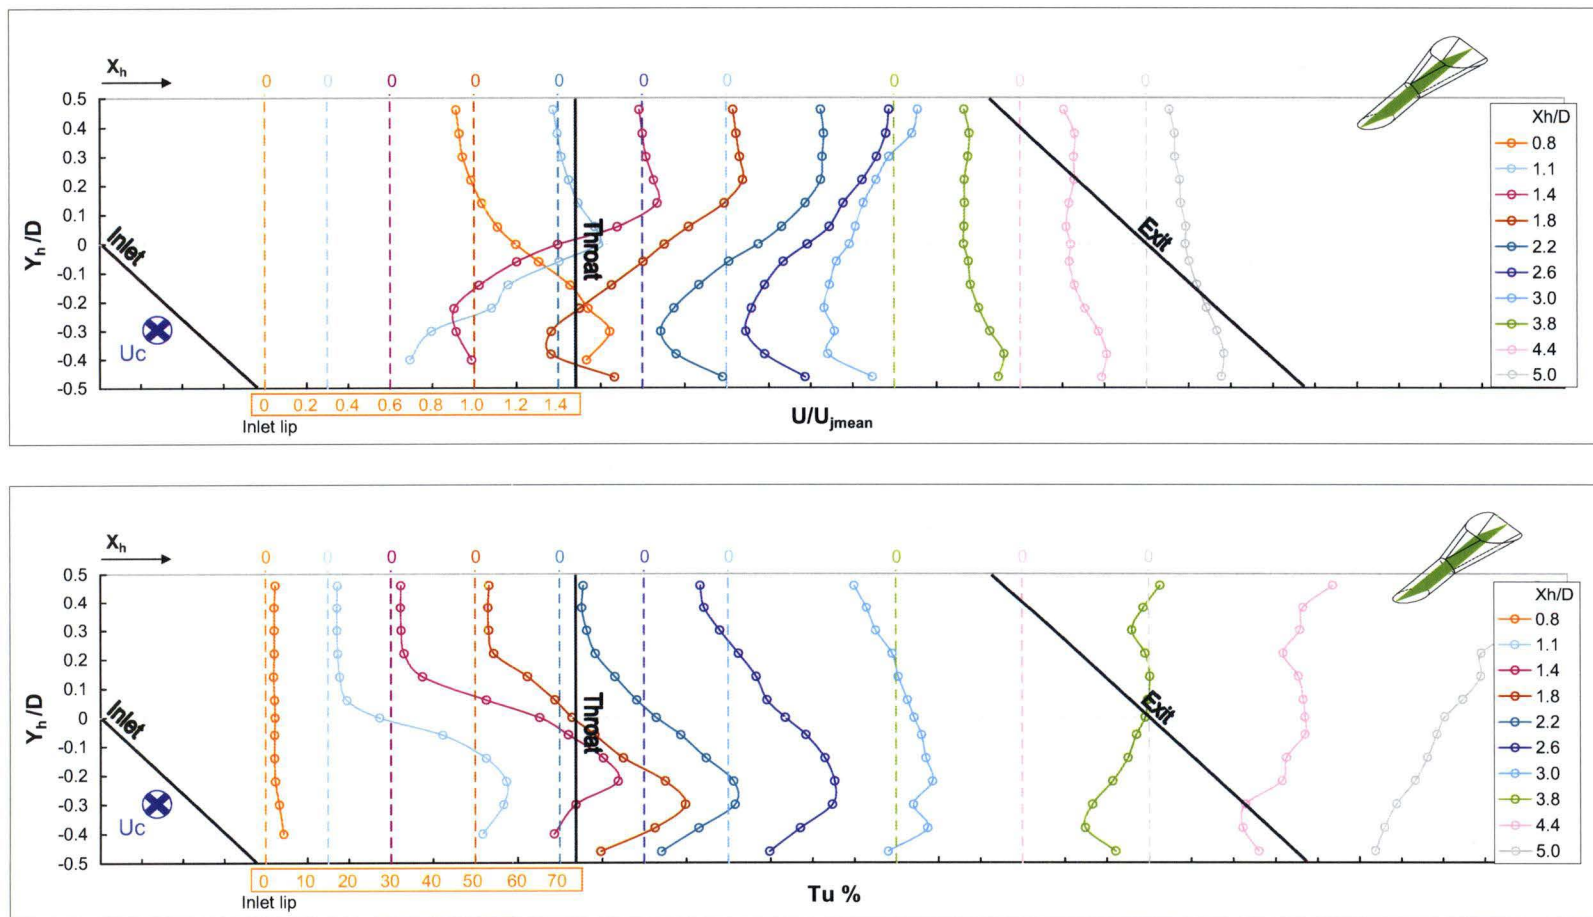 Xh
0 0 0 0 0 0 0 0 0 0
0.5
0.4
0.3
0.2
0.1
0
-0.1
-0.2
-0.3
-0.4
-0.5
Yh/D
Inlet
Uc
Throat
Exit
Xh/D
0.8
1.1
1.4
1.8
2.2
2.6
3.0
3.8
4.4
5.0
0 0.2 0.4 0.6 0.8 1.0 1.2 1.4
Inlet lip
U/Ujmean
Xh
0 0 0 0 0 0 0 0 0 0
0.5
0.4
0.3
0.2
0.1
0
-0.1
-0.2
-0.3
-0.4
-0.5
Yh/D
Inlet
Uc
Throat
Exit
Xh/D
0.8
1.1
1.4
1.8
2.2
2.6
3.0
3.8
4.4
5.0
0 10 20 30 40 50 60 70
Inlet lip
Tu %